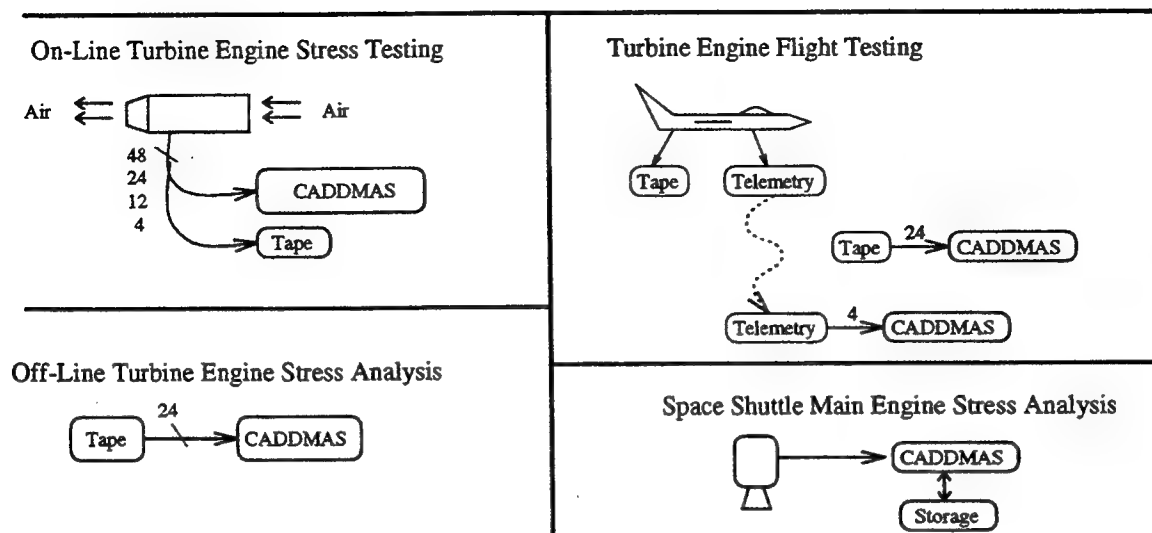 On-Line Turbine Engine Stress Testing
Air
Air
48
24
12
4
CADDMAS
Tape
Off-Line Turbine Engine Stress Analysis
Tape
24
CADDMAS
Turbine Engine Flight Testing
Tape
Telemetry
Tape
24
CADDMAS
Telemetry
4
CADDMAS
Space Shuttle Main Engine Stress Analysis
CADDMAS
Storage